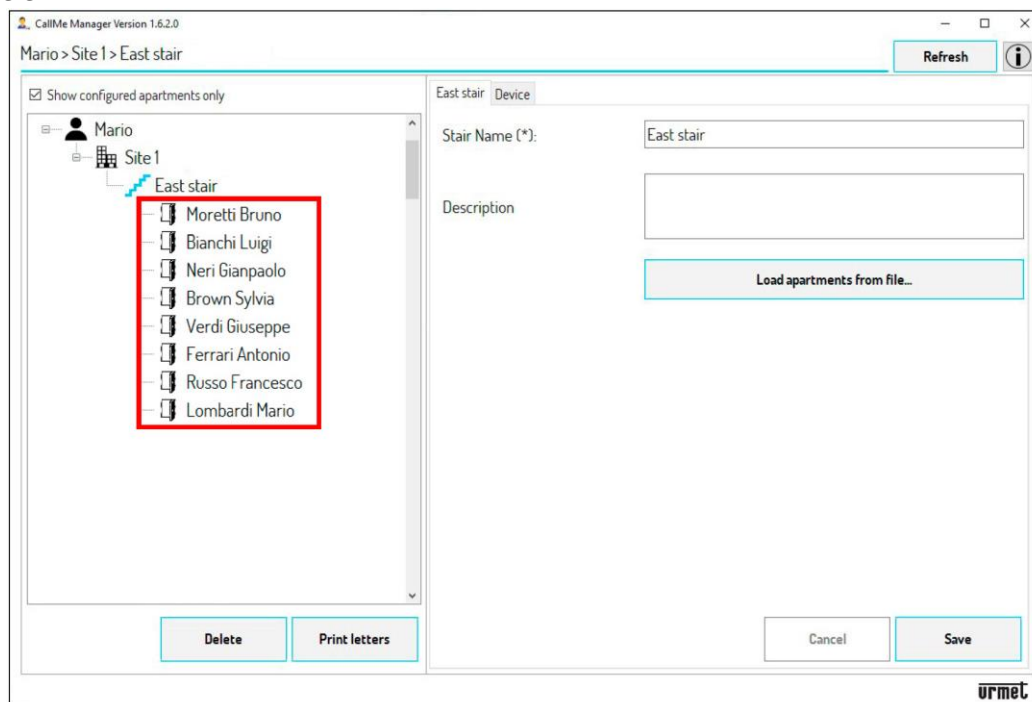 CallMe Manager Version 1.6.2.0
Mario > Site 1 > East stair
Refresh
Show configured apartments only
Mario
Site 1
East stair
Moretti Bruno
Bianchi Luigi
Neri Gianpaolo
Brown Sylvia
Verdi Giuseppe
Ferrari Antonio
Russo Francesco
Lombardi Mario
Delete
Print letters
East stair
Device
Stair Name (*):
East stair
Description
Load apartments from file...
Cancel
Save
urmet